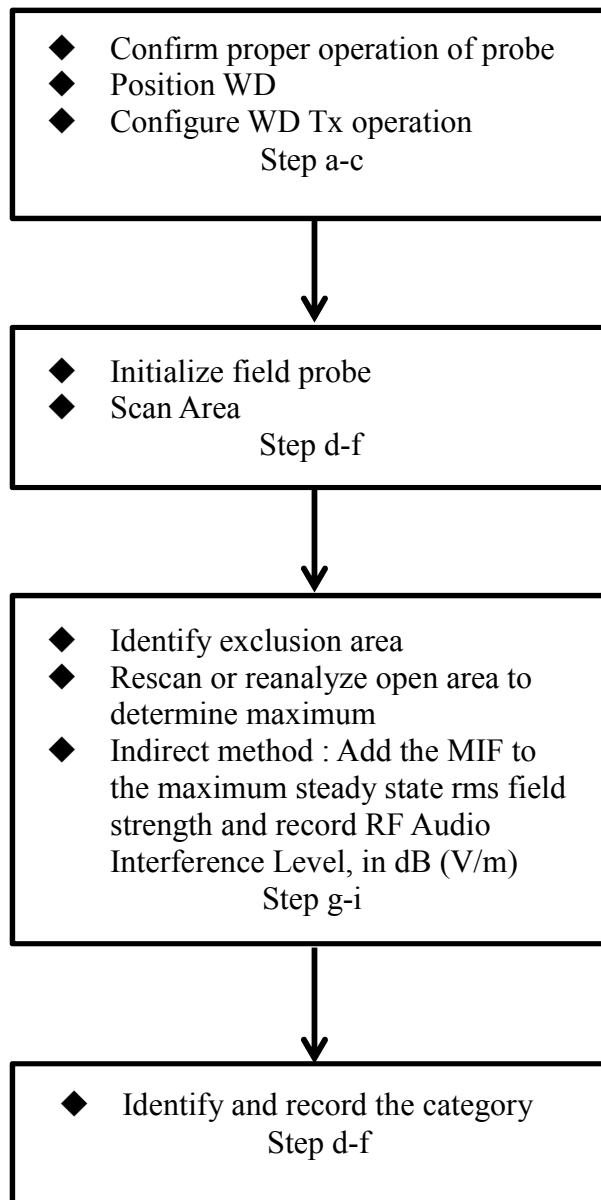 ◆ Confirm proper operation of probe
◆ Position WD
◆ Configure WD Tx operation
Step a-c
◆ Initialize field probe
◆ Scan Area
Step d-f
◆ Identify exclusion area
◆ Rescan or reanalyze open area to
determine maximum
◆ Indirect method : Add the MIF to
the maximum steady state rms field
strength and record RF Audio
Interference Level, in dB (V/m)
Step g-i
◆ Identify and record the category
Step d-f